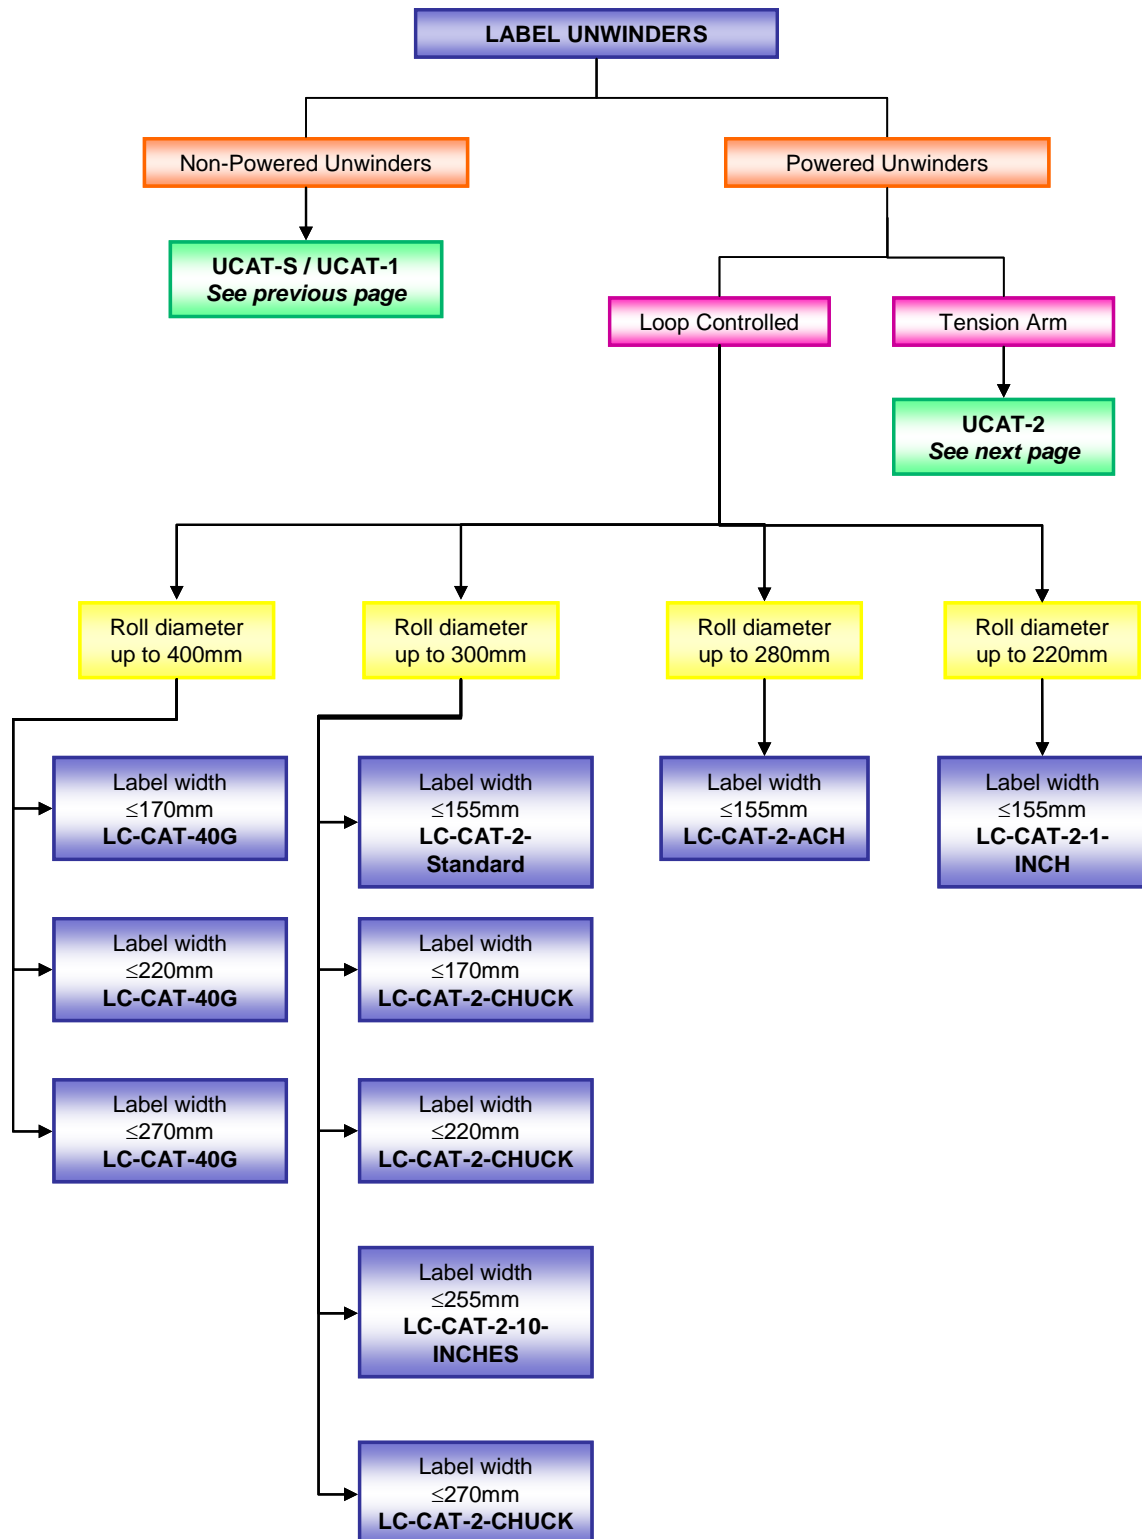 LABEL UNWINDERS
Non-Powered Unwinders
Powered Unwinders
UCAT-S / UCAT-1
See previous page
Loop Controlled
Tension Arm
UCAT-2
See next page
Roll diameter
up to 400mm
Roll diameter
up to 300mm
Roll diameter
up to 280mm
Roll diameter
up to 220mm
Label width
≤170mm
LC-CAT-40G
Label width
≤220mm
LC-CAT-40G
Label width
≤270mm
LC-CAT-40G
Label width
≤155mm
LC-CAT-2-
Standard
Label width
≤170mm
LC-CAT-2-CHUCK
Label width
≤220mm
LC-CAT-2-CHUCK
Label width
≤255mm
LC-CAT-2-10-
INCHES
Label width
≤270mm
LC-CAT-2-CHUCK
Label width
≤155mm
LC-CAT-2-ACH
Label width
≤155mm
LC-CAT-2-1-
INCH